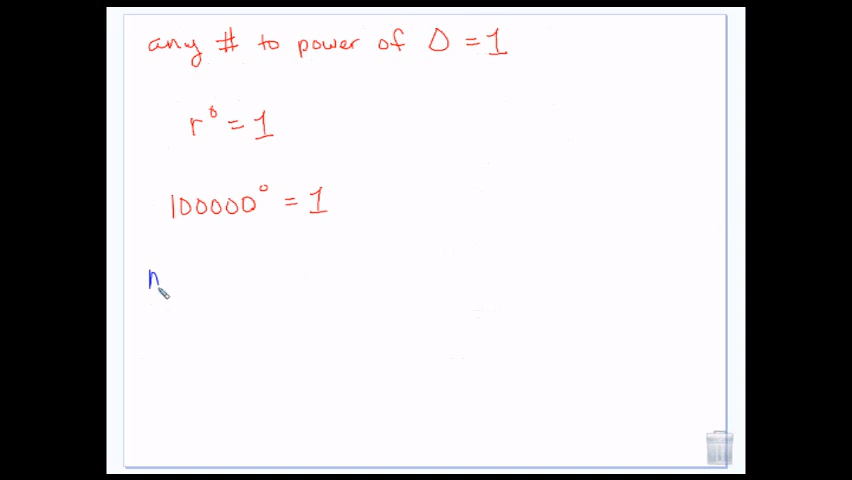 any # to power of 0 = 1
r⁰ = 1
100000⁰ = 1
n